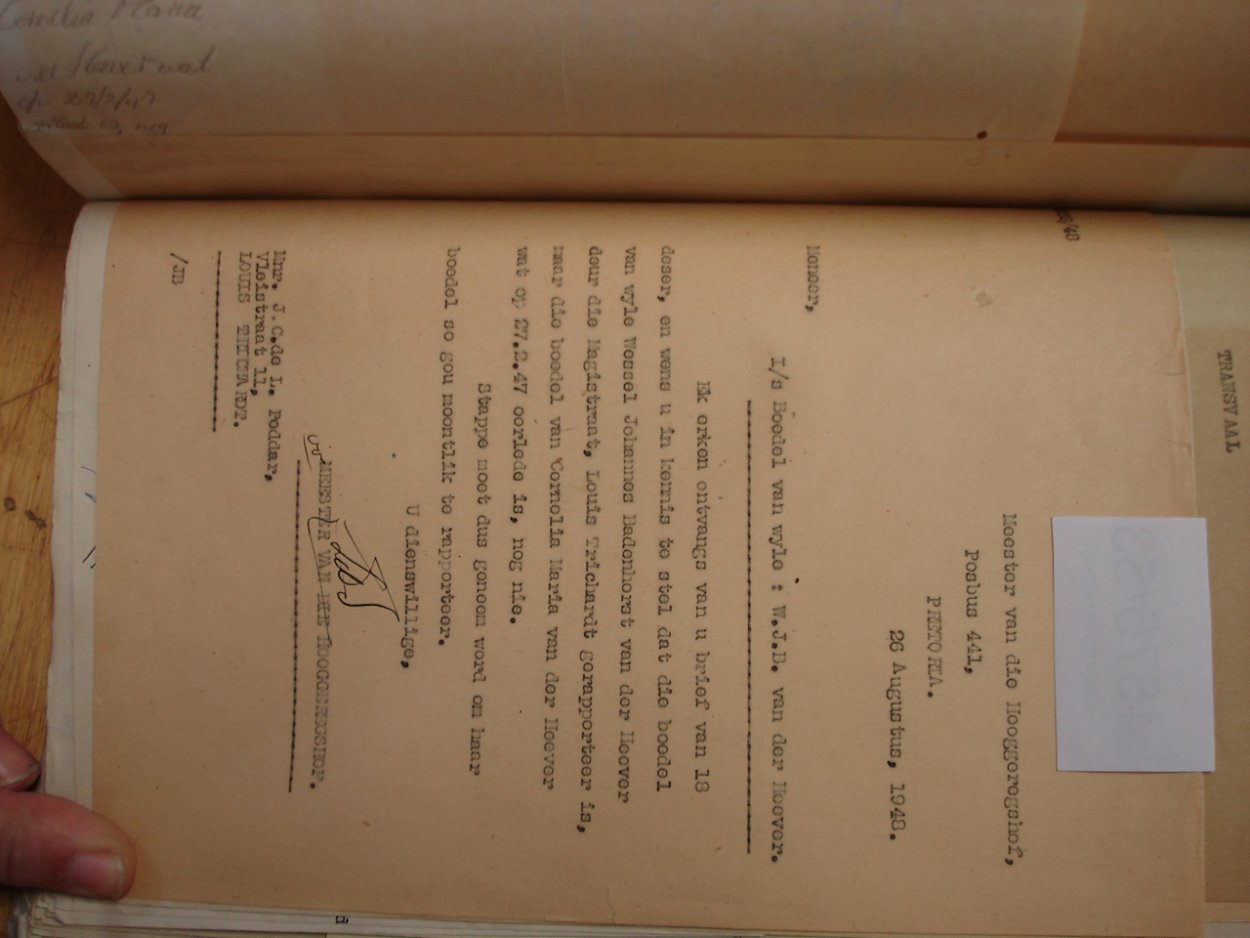 TRANSVAAL
/48
Meester van die Hooggeregshof,
Posbus 441,
PRETORIA.
26 Augustus, 1948.
Meneer,
I/s Boedel van wyle : W.J.B. van der Heever.
Ek erken ontvangs van u brief van 18
deser, en wens u in kennis te stel dat die boedel
van wyle Wessel Johannes Badenhorst van der Heever
deur die Magistraat, Louis Trichardt gerapporteer is,
maar die boedel van Cornelia Maria van der Heever
wat op 27.2.47 oorlede is, nog nie.
Stappe moet dus geneem word om haar
boedel so gou moontlik te rapporteer.
U dienswillige,
MEESTER VAN DIE HOOGGEREGSHOF.
Mnr. J.C.de L. Peddar,
Vleistraat 11,
LOUIS TRICHARDT.
/JB
Cornelia Maria